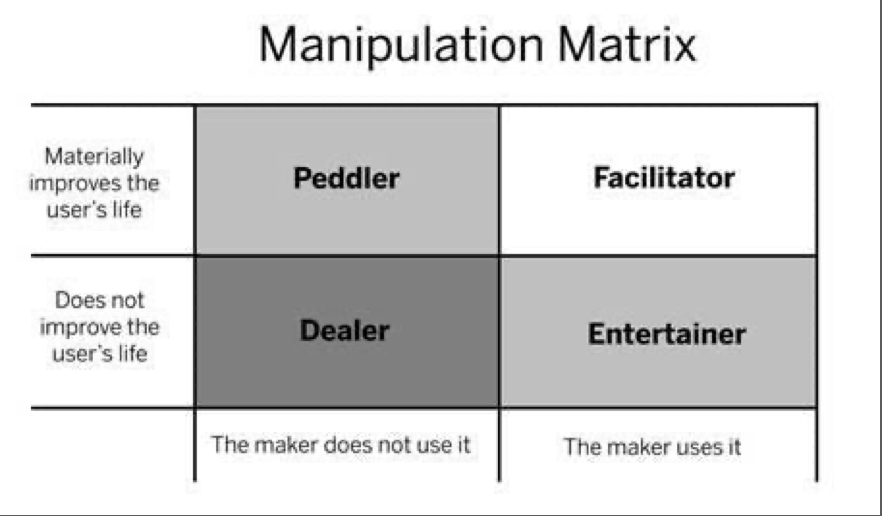 Manipulation Matrix
Materially
improves the
user's life
Peddler
Facilitator
Does not
improve the
user's life
Dealer
Entertainer
The maker does not use it
The maker uses it